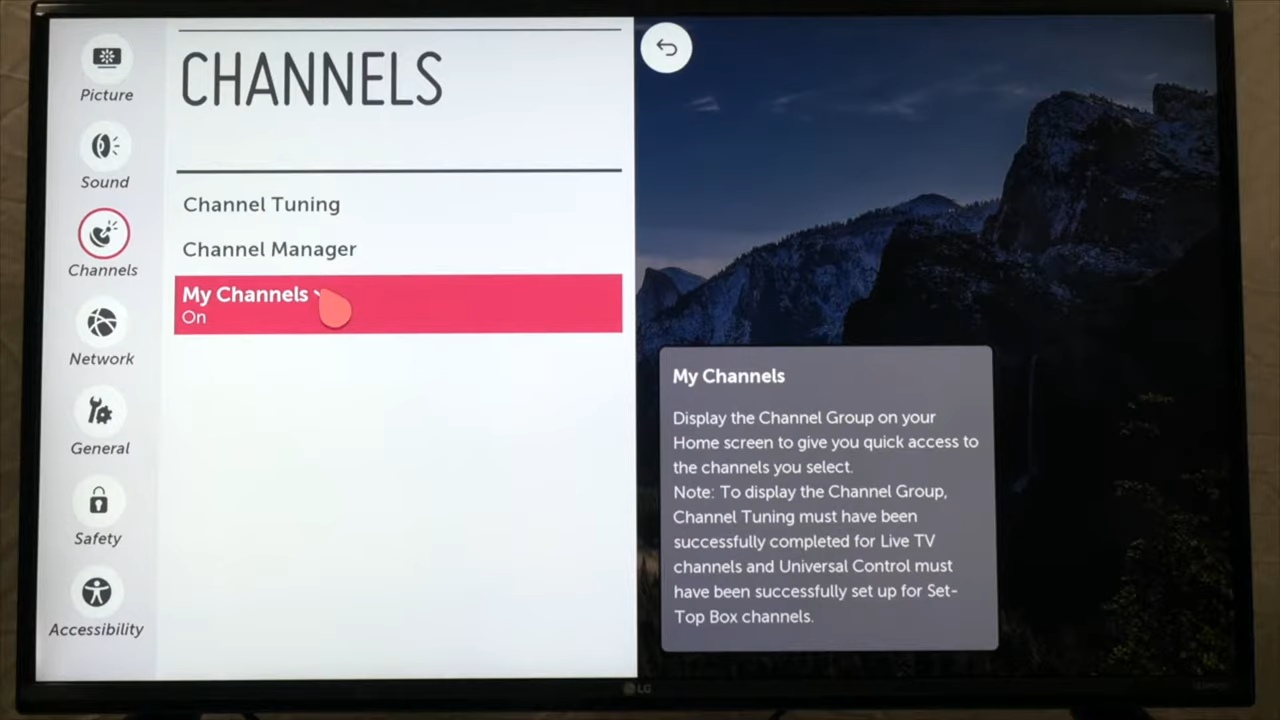 CHANNELS
Picture
Sound
Channels
Network
General
Safety
Accessibility
Channel Tuning
Channel Manager
My Channels
On
My Channels
Display the Channel Group on your
Home screen to give you quick access to
the channels you select.
Note: To display the Channel Group,
Channel Tuning must have been
successfully completed for Live TV
channels and Universal Control must
have been successfully set up for Set-
Top Box channels.
LG